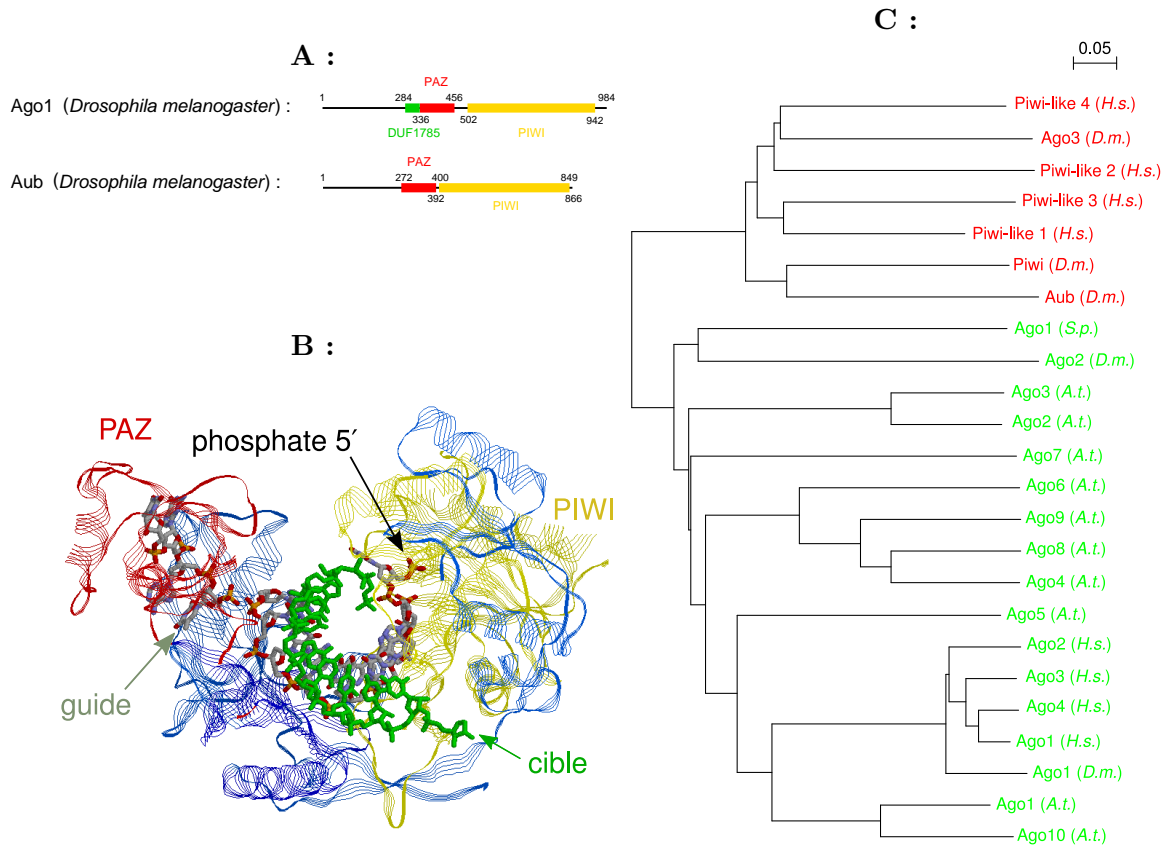 A :
PAZ
Ago1 (Drosophila melanogaster) :
1 284 456 984
336 502 942
DUF1785 PIWI
PAZ
Aub (Drosophila melanogaster) :
1 272 400 849
392 866
PIWI
B :
PAZ
phosphate 5′
PIWI
guide
cible
C :
0.05
Piwi-like 4 (H.s.)
Ago3 (D.m.)
Piwi-like 2 (H.s.)
Piwi-like 3 (H.s.)
Piwi-like 1 (H.s.)
Piwi (D.m.)
Aub (D.m.)
Ago1 (S.p.)
Ago2 (D.m.)
Ago3 (A.t.)
Ago2 (A.t.)
Ago7 (A.t.)
Ago6 (A.t.)
Ago9 (A.t.)
Ago8 (A.t.)
Ago4 (A.t.)
Ago5 (A.t.)
Ago2 (H.s.)
Ago3 (H.s.)
Ago4 (H.s.)
Ago1 (H.s.)
Ago1 (D.m.)
Ago1 (A.t.)
Ago10 (A.t.)